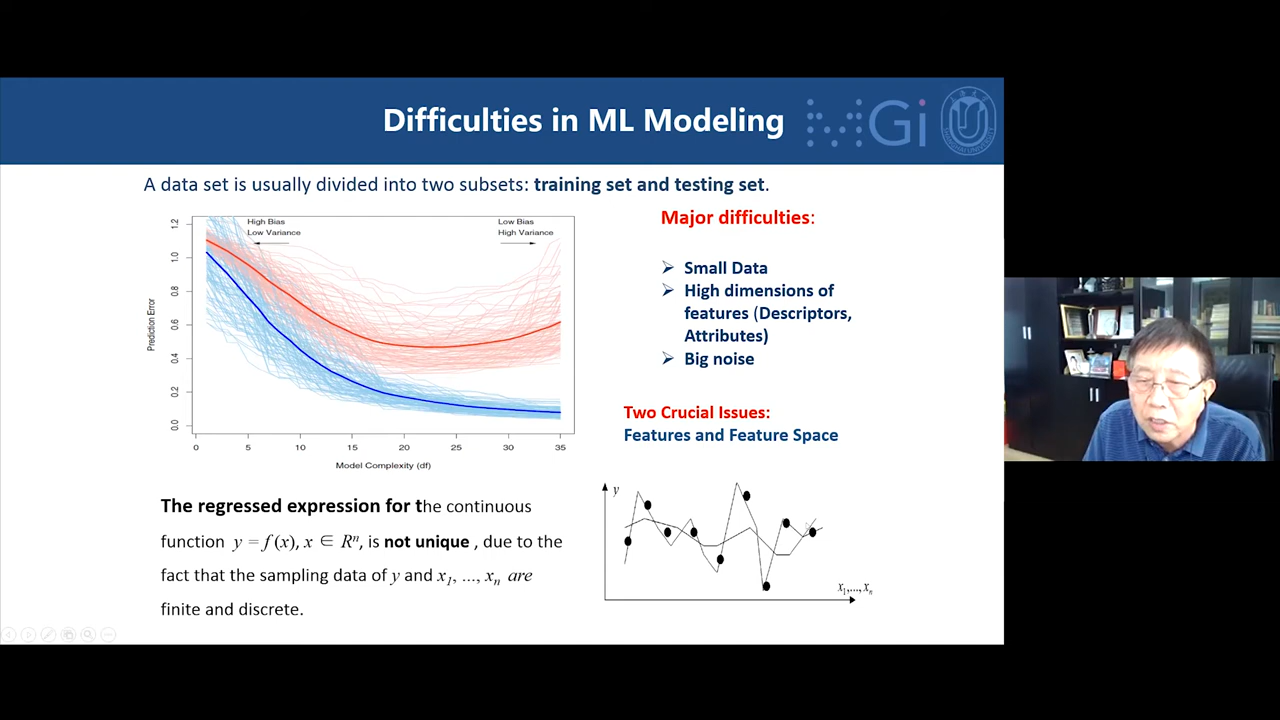 Difficulties in ML Modeling
MGi
SHANGHAI UNIVERSITY
A data set is usually divided into two subsets: training set and testing set.
High Bias
Low Variance
Low Bias
High Variance
Prediction Error
0.0
0.2
0.4
0.6
0.8
1.0
1.2
0 5 10 15 20 25 30 35
Model Complexity (df)
Major difficulties:
Small Data
High dimensions of
features (Descriptors,
Attributes)
Big noise
Two Crucial Issues:
Features and Feature Space
The regressed expression for the continuous
function y = f(x), x ∈ Rⁿ, is not unique , due to the
fact that the sampling data of y and x₁, ..., xₙ are
finite and discrete.
y
x₁,...,xₙ